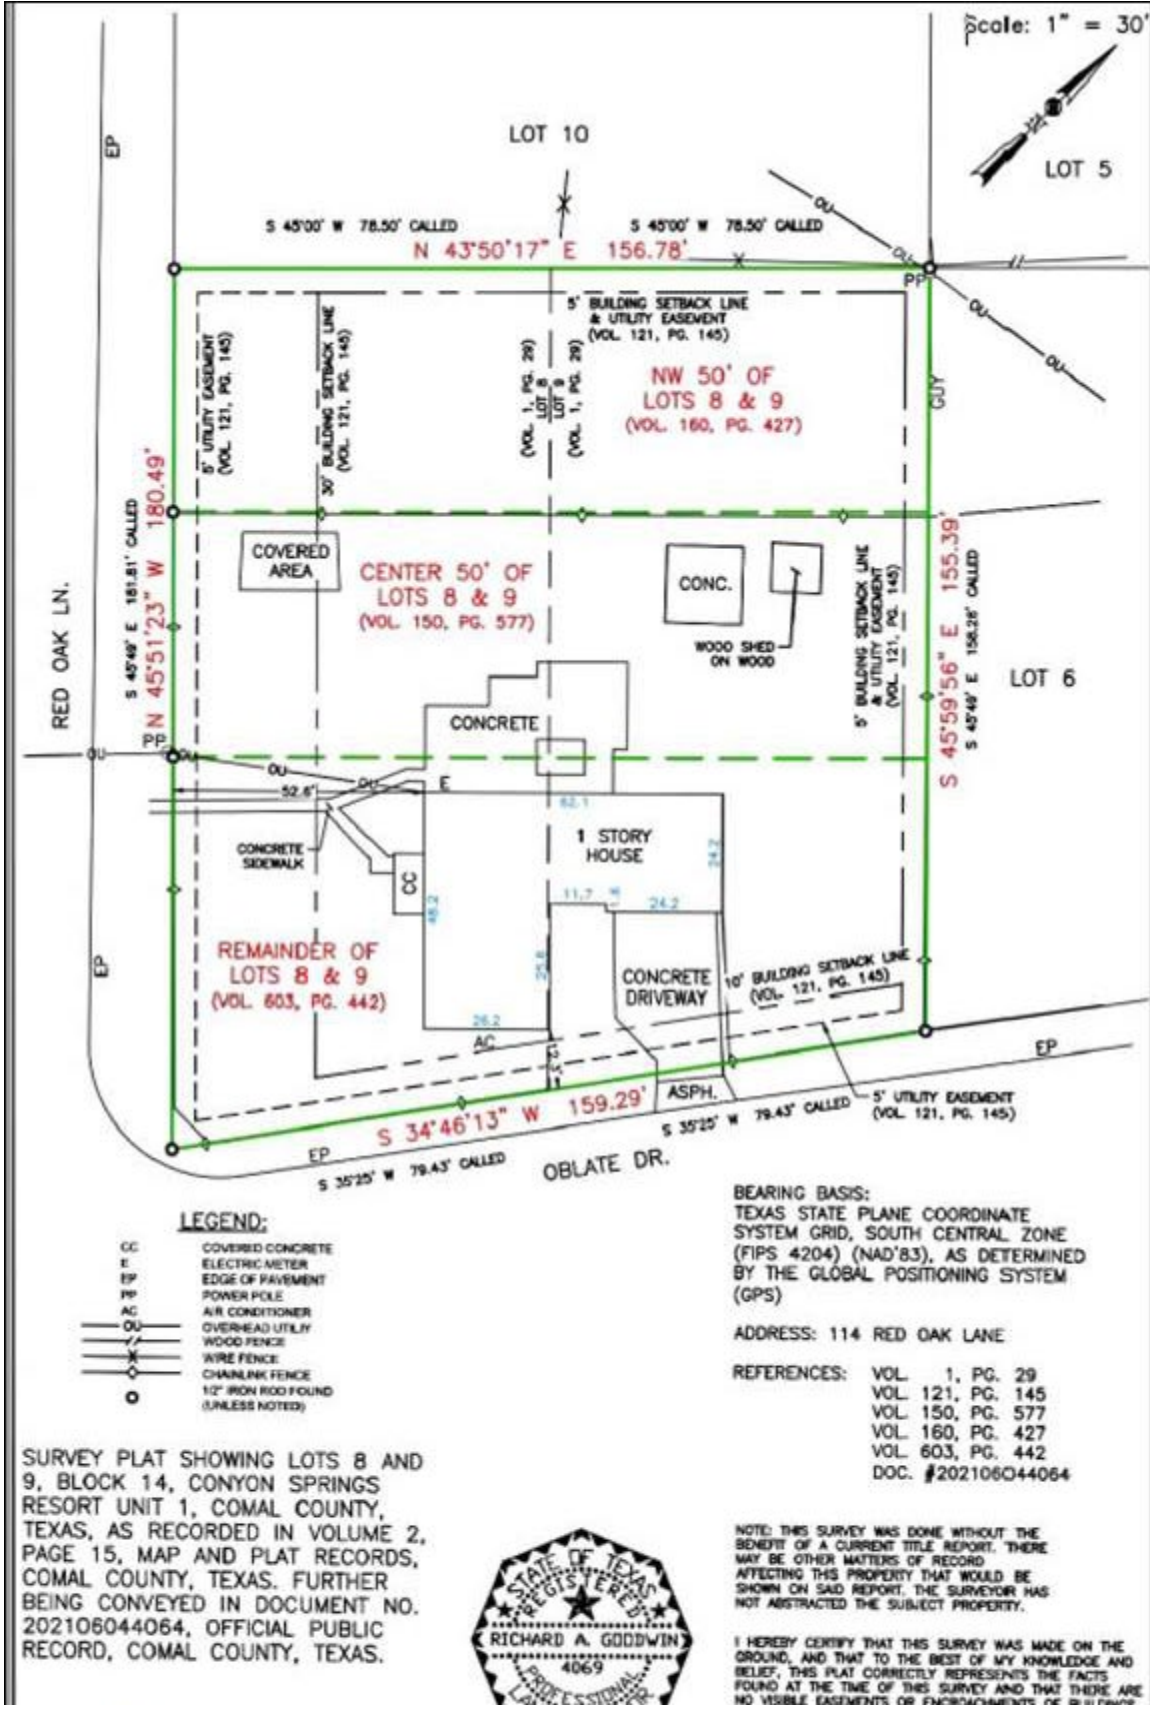 Scale: 1" = 30'
LOT 10
LOT 5
EP
S 45°00' W 78.50' CALLED
S 45°00' W 78.50' CALLED
N 43°50'17" E 156.78'
OU
OU
PP
OU
OU
GUY
5' BUILDING SETBACK LINE
& UTILITY EASEMENT
(VOL. 121, PG. 145)
5' UTILITY EASEMENT
(VOL. 121, PG. 145)
30' BUILDING SETBACK LINE
(VOL. 121, PG. 145)
(VOL. 1, PG. 29)
LOT 8
LOT 9
(VOL. 1, PG. 29)
NW 50' OF
LOTS 8 & 9
(VOL. 160, PG. 427)
RED OAK LN.
S 45°49' E 181.81' CALLED
N 45°51'23" W 180.49'
COVERED
AREA
CENTER 50' OF
LOTS 8 & 9
(VOL. 150, PG. 577)
CONC.
WOOD SHED
ON WOOD
5' BUILDING SETBACK LINE
& UTILITY EASEMENT
(VOL. 121, PG. 145)
S 45°59'56" E 155.39'
S 45°49' E 158.28' CALLED
LOT 6
CONCRETE
PP
OU
OU
OU
OU
E
52.6'
62.1
CONCRETE
SIDEWALK
1 STORY
HOUSE
24.2
CC
48.2
11.7
1.6
24.2
25.8
REMAINDER OF
LOTS 8 & 9
(VOL. 603, PG. 442)
EP
CONCRETE
DRIVEWAY
10' BUILDING SETBACK LINE
(VOL. 121, PG. 145)
26.2
AC
12.3'
ASPH.
EP
5' UTILITY EASEMENT
(VOL. 121, PG. 145)
S 34°46'13" W 159.29'
S 35°25' W 79.43' CALLED
EP
S 35°25' W 79.43' CALLED
OBLATE DR.
LEGEND:
CC COVERED CONCRETE
E ELECTRIC METER
EP EDGE OF PAVEMENT
PP POWER POLE
AC AIR CONDITIONER
OU OVERHEAD UTILIY
WOOD FENCE
WIRE FENCE
CHAINLINK FENCE
1/2" IRON ROD FOUND
(UNLESS NOTED)
BEARING BASIS:
TEXAS STATE PLANE COORDINATE
SYSTEM GRID, SOUTH CENTRAL ZONE
(FIPS 4204) (NAD'83), AS DETERMINED
BY THE GLOBAL POSITIONING SYSTEM
(GPS)
ADDRESS: 114 RED OAK LANE
REFERENCES: VOL. 1, PG. 29
VOL. 121, PG. 145
VOL. 150, PG. 577
VOL. 160, PG. 427
VOL. 603, PG. 442
DOC. #202106044064
SURVEY PLAT SHOWING LOTS 8 AND
9, BLOCK 14, CONYON SPRINGS
RESORT UNIT 1, COMAL COUNTY,
TEXAS, AS RECORDED IN VOLUME 2,
PAGE 15, MAP AND PLAT RECORDS,
COMAL COUNTY, TEXAS. FURTHER
BEING CONVEYED IN DOCUMENT NO.
202106044064, OFFICIAL PUBLIC
RECORD, COMAL COUNTY, TEXAS.
STATE OF TEXAS
REGISTERED
RICHARD A. GOODWIN
4069
PROFESSIONAL
NOTE: THIS SURVEY WAS DONE WITHOUT THE
BENEFIT OF A CURRENT TITLE REPORT. THERE
MAY BE OTHER MATTERS OF RECORD
AFFECTING THIS PROPERTY THAT WOULD BE
SHOWN ON SAID REPORT. THE SURVEYOR HAS
NOT ABSTRACTED THE SUBJECT PROPERTY.
I HEREBY CERTIFY THAT THIS SURVEY WAS MADE ON THE
GROUND, AND THAT TO THE BEST OF MY KNOWLEDGE AND
BELIEF, THIS PLAT CORRECTLY REPRESENTS THE FACTS
FOUND AT THE TIME OF THIS SURVEY AND THAT THERE ARE
NO VISIBLE EASEMENTS OR ENCROACHMENTS OF BUILDINGS